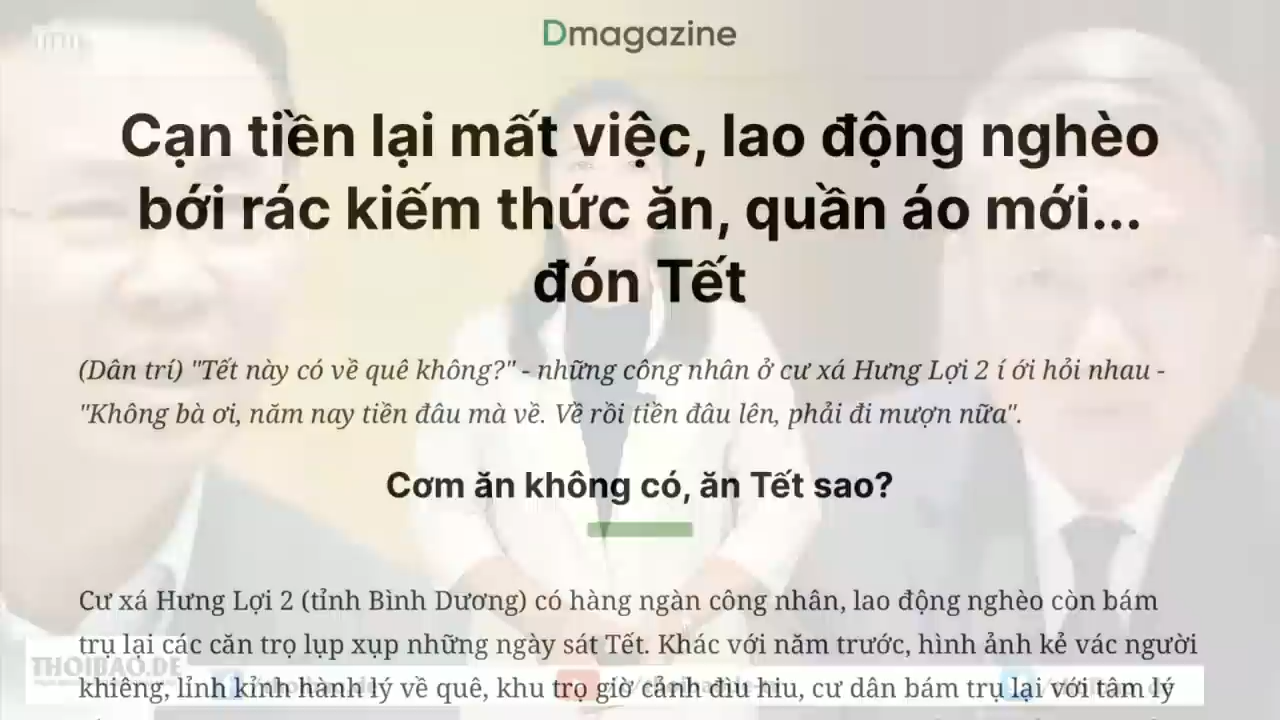 Dmagazine
Cạn tiền lại mất việc, lao động nghèo
bới rác kiếm thức ăn, quần áo mới...
đón Tết
(Dân trí) "Tết này có về quê không?" - những công nhân ở cư xá Hưng Lợi 2 í ới hỏi nhau -
"Không bà ơi, năm nay tiền đâu mà về. Về rồi tiền đâu lên, phải đi mượn nữa".
Cơm ăn không có, ăn Tết sao?
Cư xá Hưng Lợi 2 (tỉnh Bình Dương) có hàng ngàn công nhân, lao động nghèo còn bám
trụ lại các căn trọ lụp xụp những ngày sát Tết. Khác với năm trước, hình ảnh kẻ vác người
THOIBAO.DE
khiêng, lỉnh kỉnh hành lý về quê, khu trọ giờ cảnh đìu hiu, cư dân bám trụ lại với tâm lý